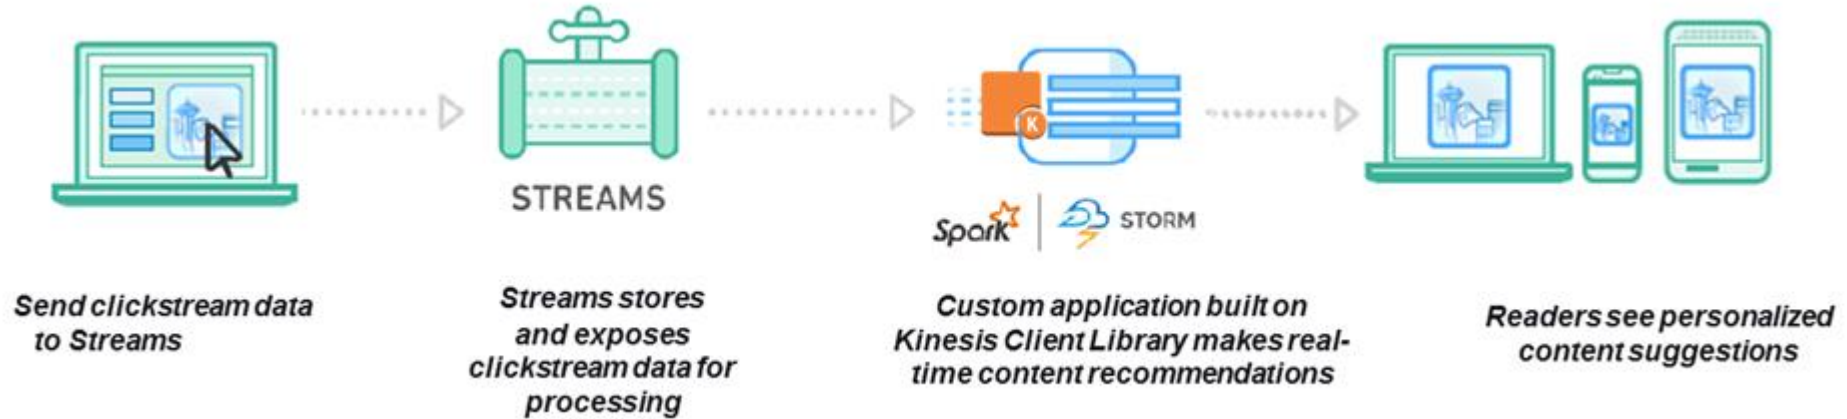 STREAMS
K
Spark
STORM
Send clickstream data
to Streams
Streams stores
and exposes
clickstream data for
processing
Custom application built on
Kinesis Client Library makes real-
time content recommendations
Readers see personalized
content suggestions